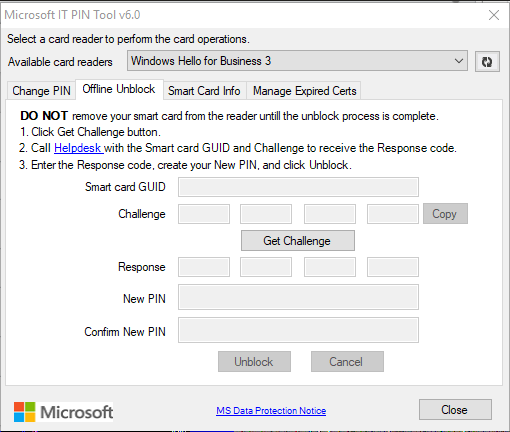 Microsoft IT PIN Tool v6.0
Select a card reader to perform the card operations.
Available card readers Windows Hello for Business 3
Change PIN Offline Unblock Smart Card Info Manage Expired Certs
DO NOT remove your smart card from the reader untill the unblock process is complete.
1. Click Get Challenge button.
2. Call Helpdesk with the Smart card GUID and Challenge to receive the Response code.
3. Enter the Response code, create your New PIN, and click Unblock.
Smart card GUID
Challenge Copy
Get Challenge
Response
New PIN
Confirm New PIN
Unblock Cancel
Microsoft MS Data Protection Notice Close